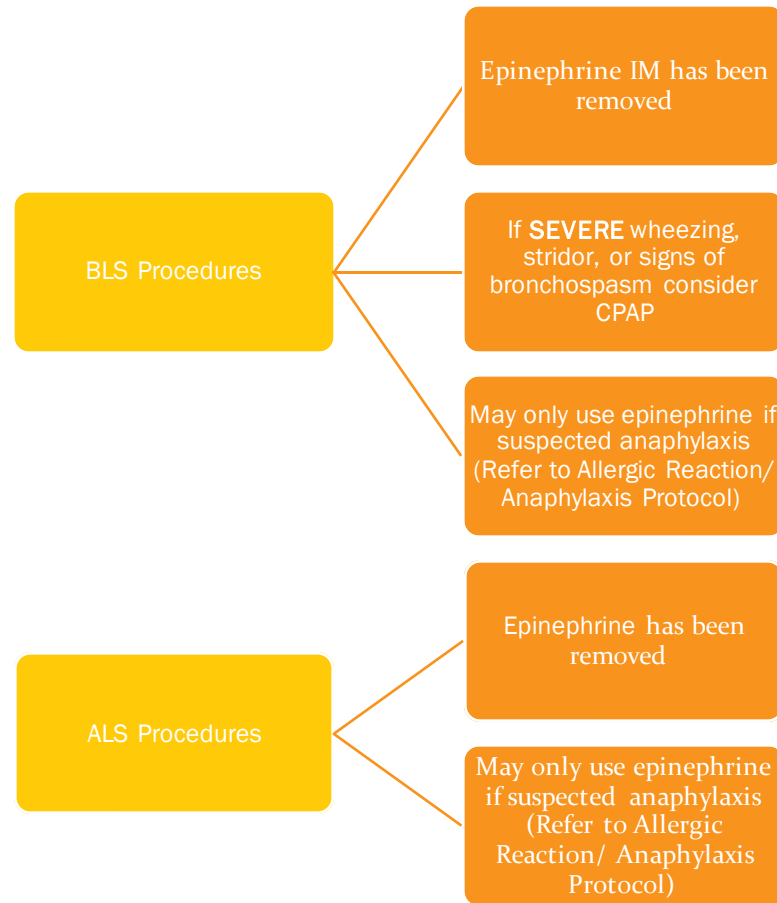 BLS Procedures
Epinephrine IM has been
removed
If SEVERE wheezing,
stridor, or signs of
bronchospasm consider
CPAP
May only use epinephrine if
suspected anaphylaxis
(Refer to Allergic Reaction/
Anaphylaxis Protocol)
ALS Procedures
Epinephrine has been
removed
May only use epinephrine
if suspected anaphylaxis
(Refer to Allergic
Reaction/ Anaphylaxis
Protocol)